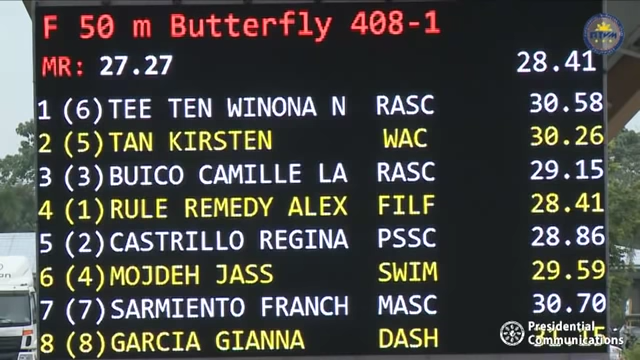 F 50 m Butterfly 408-1
MR: 27.27 28.41
1 (6) TEE TEN WINONA N RASC 30.58
2 (5) TAN KIRSTEN WAC 30.26
3 (3) BUICO CAMILLE LA RASC 29.15
4 (1) RULE REMEDY ALEX FILF 28.41
5 (2) CASTRILLO REGINA PSSC 28.86
6 (4) MOJDEH JASS SWIM 29.59
7 (7) SARMIENTO FRANCH MASC 30.70
8 (8) GARCIA GIANNA DASH
Presidential
Communications